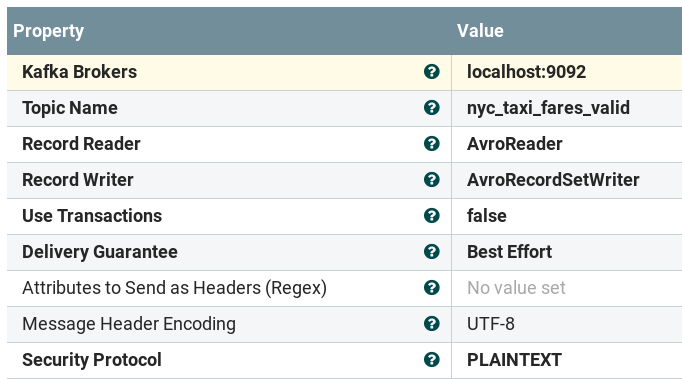 Property Value
Kafka Brokers ? localhost:9092
Topic Name ? nyc_taxi_fares_valid
Record Reader ? AvroReader
Record Writer ? AvroRecordSetWriter
Use Transactions ? false
Delivery Guarantee ? Best Effort
Attributes to Send as Headers (Regex) ? No value set
Message Header Encoding ? UTF-8
Security Protocol ? PLAINTEXT